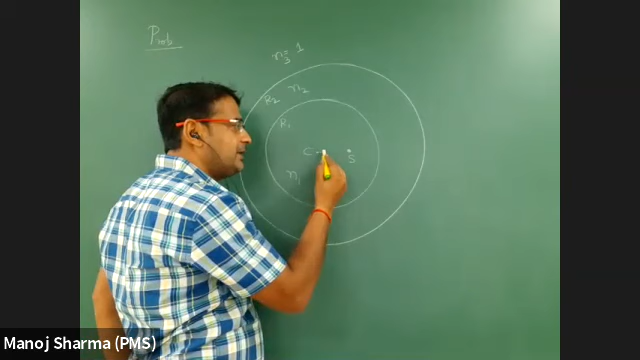 Prob
n₃ = 1
R₂ n₂
R₁
C S
n₁
Manoj Sharma (PMS)